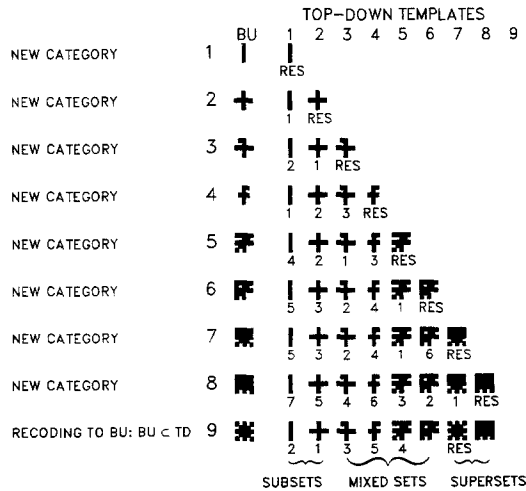 TOP-DOWN TEMPLATES
BU 1 2 3 4 5 6 7 8 9
NEW CATEGORY 1
RES
NEW CATEGORY 2
1 RES
NEW CATEGORY 3
2 1 RES
NEW CATEGORY 4
1 2 3 RES
NEW CATEGORY 5
4 2 1 3 RES
NEW CATEGORY 6
5 3 2 4 1 RES
NEW CATEGORY 7
5 3 2 4 1 6 RES
NEW CATEGORY 8
7 5 4 6 3 2 1 RES
RECODING TO BU: BU ⊂ TD 9
2 1 3 5 4 RES
SUBSETS MIXED SETS SUPERSETS